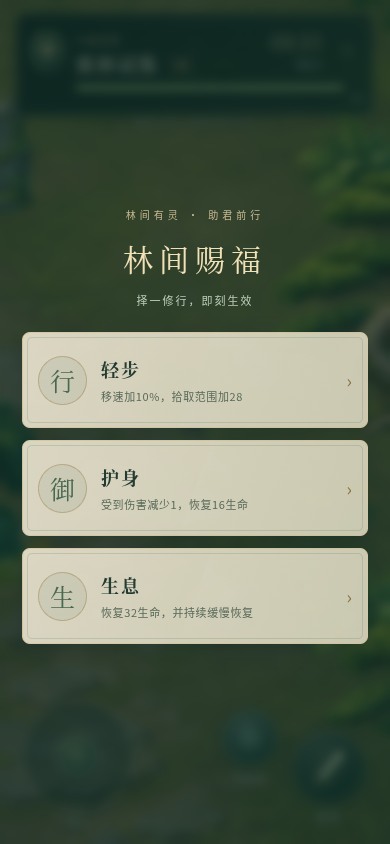 林间有灵 · 助君前行
林间赐福
择一修行，即刻生效
行
轻步
移速加10%，拾取范围加28
›
御
护身
受到伤害减少1，恢复16生命
›
生
生息
恢复32生命，并持续缓慢恢复
›